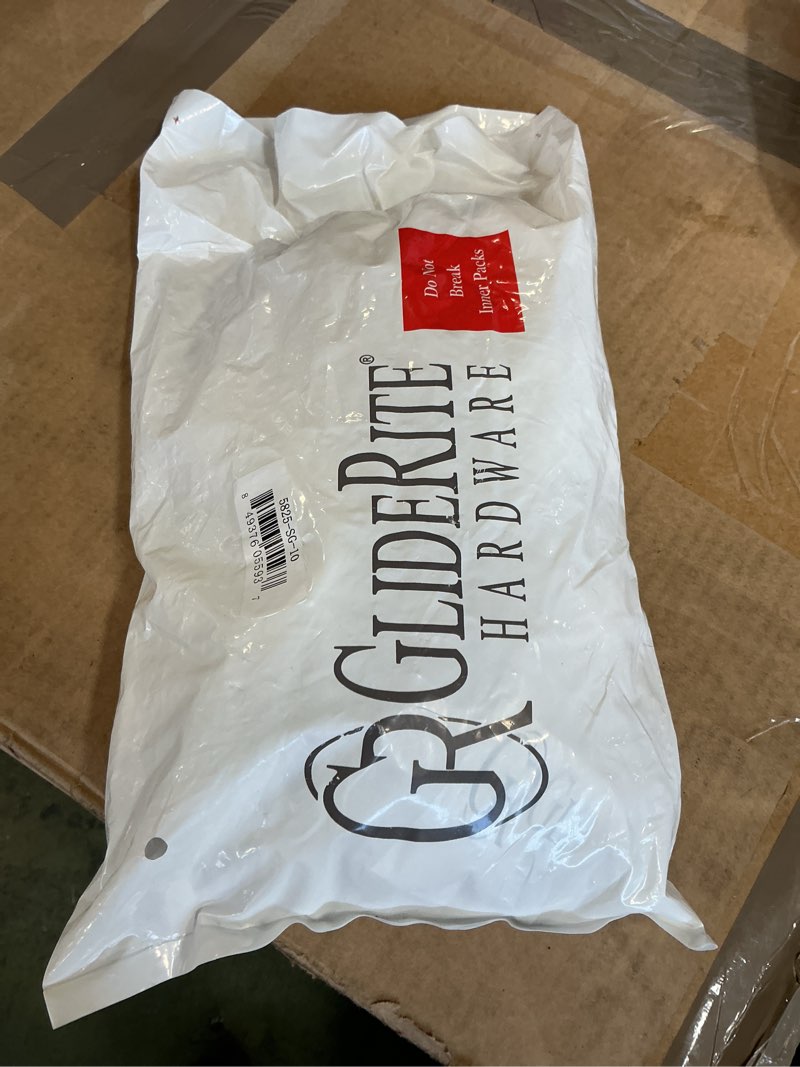 Do Not
Break
Inner Packs
GR
GLIDERITE®
HARDWARE
5825-SG-10
8 49376 05593 7